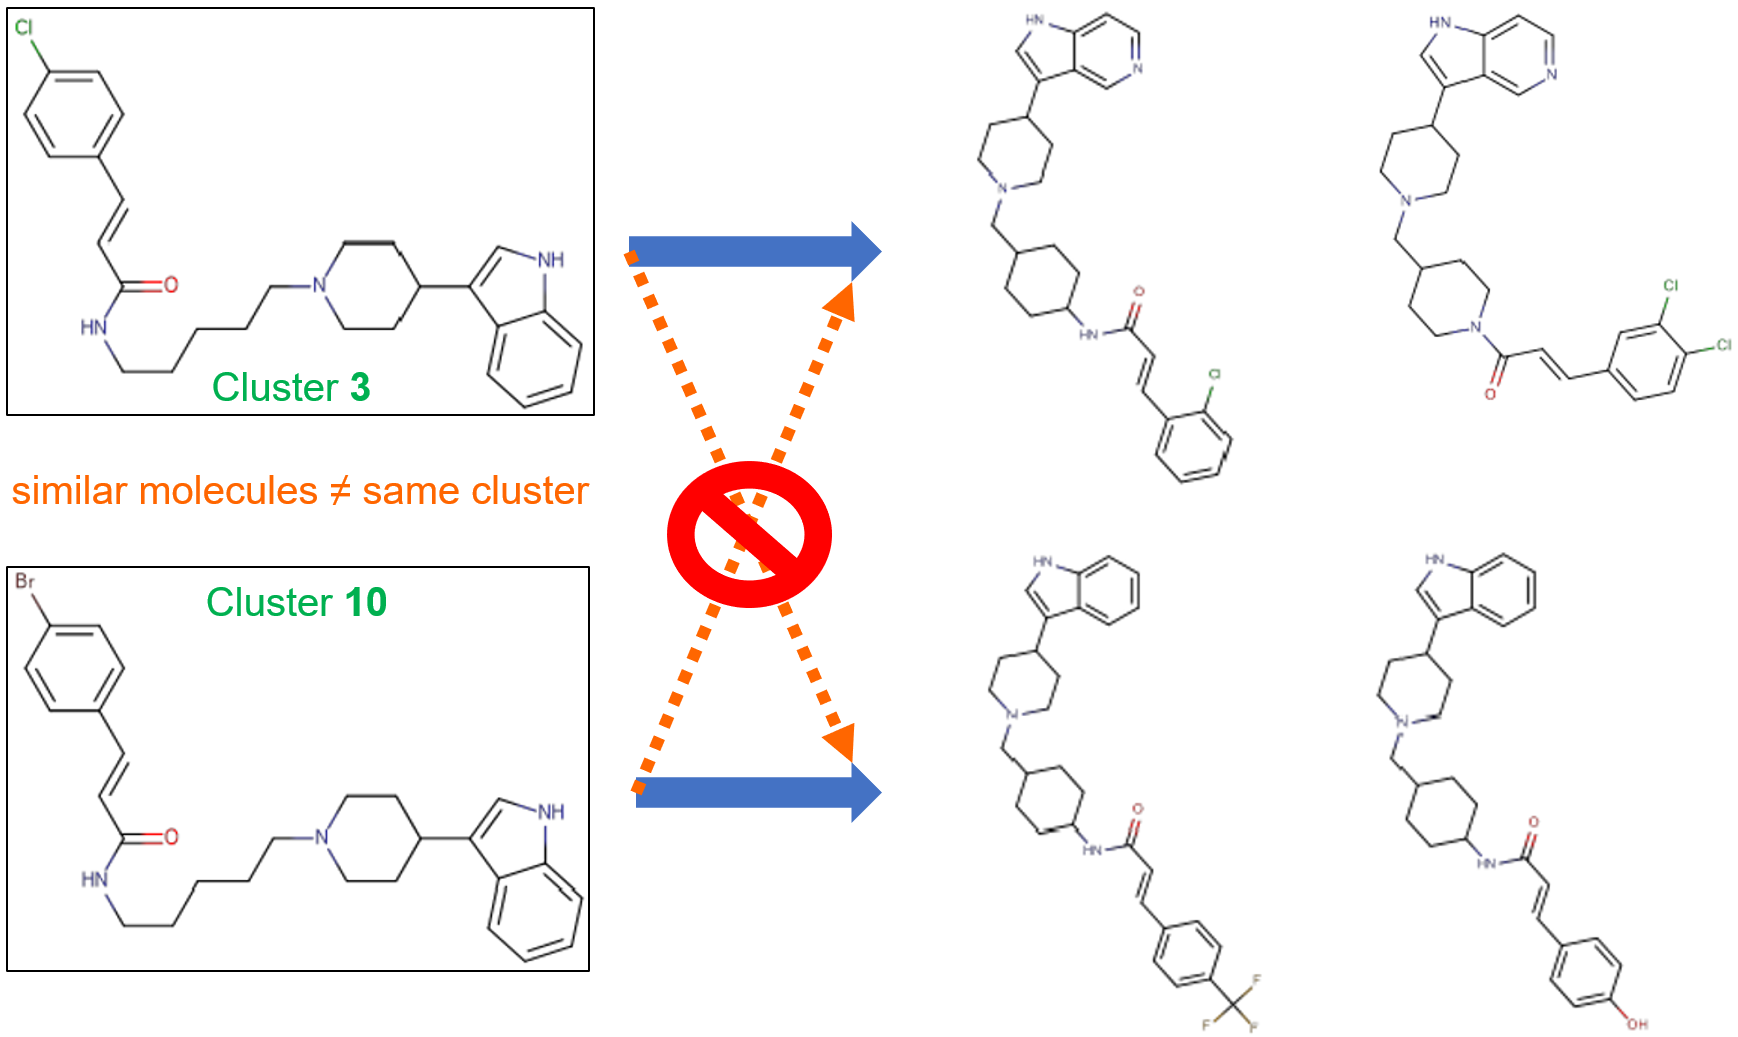 Cl
O
HN
N
NH
Cluster 3
similar molecules ≠ same cluster
Br
Cluster 10
O
HN
N
NH
HN
N
N
O
HN
Cl
HN
N
N
N
O
Cl
Cl
HN
N
O
HN
F
F
F
HN
N
O
HN
OH